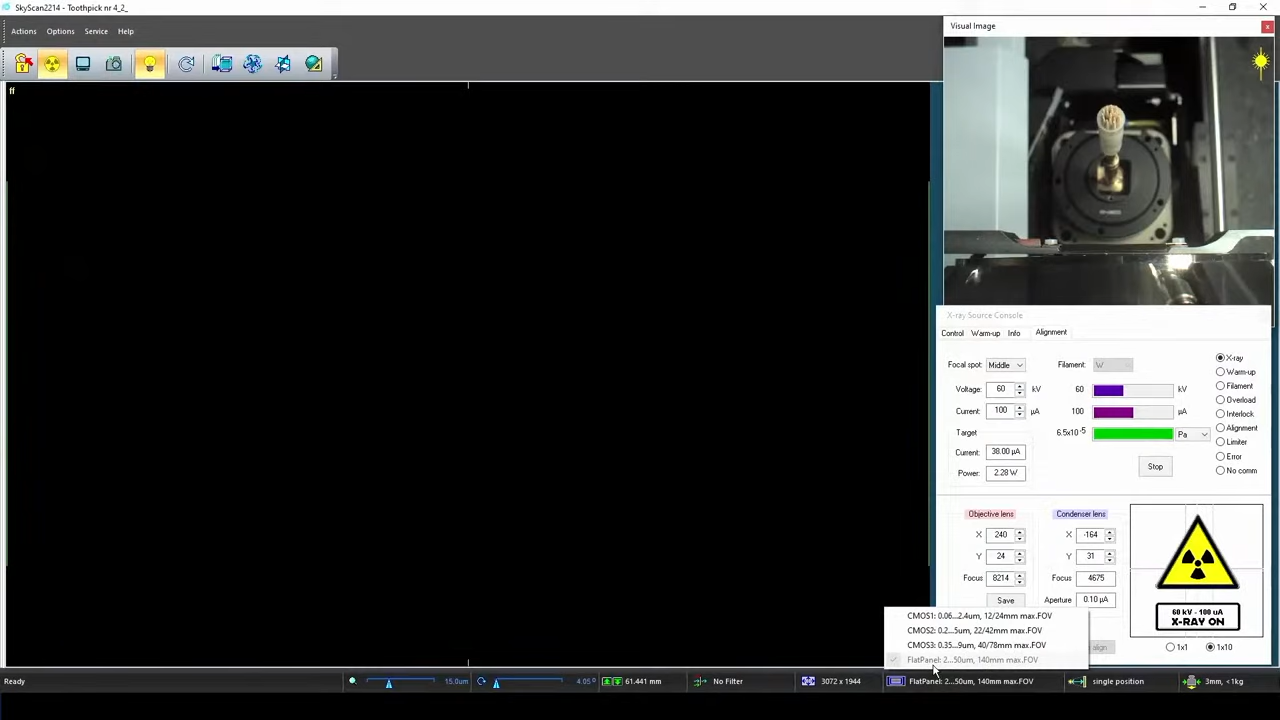 SkyScan2214 - Toothpick nr 4_2_
Actions Options Service Help
Visual Image
ff
X-ray Source Console
Control Warm-up Info Alignment
Focal spot: Middle Filament: W
Voltage: 60 kV 60 kV
Current: 100 µA 100 µA
Target 6.5x10-5 Pa
Current: 38.00 µA
Power: 2.28 W
Stop
X-ray
Warm-up
Filament
Overload
Interlock
Alignment
Limiter
Error
No comm
Objective lens Condenser lens
X 240 X -164
Y 24 Y 31
Focus 8214 Focus 4675
Save Aperture 0.10 µA
60 kV - 100 uA
X-RAY ON
align 1x1 1x10
CMOS1: 0.06...2.4um, 12/24mm max.FOV
CMOS2: 0.2...5um, 22/42mm max.FOV
CMOS3: 0.35...9um, 40/78mm max.FOV
FlatPanel: 2...50um, 140mm max.FOV
Ready 15.0um 4.05° 61.441 mm No Filter 3072 x 1944 FlatPanel: 2...50um, 140mm max.FOV single position 3mm, <1kg